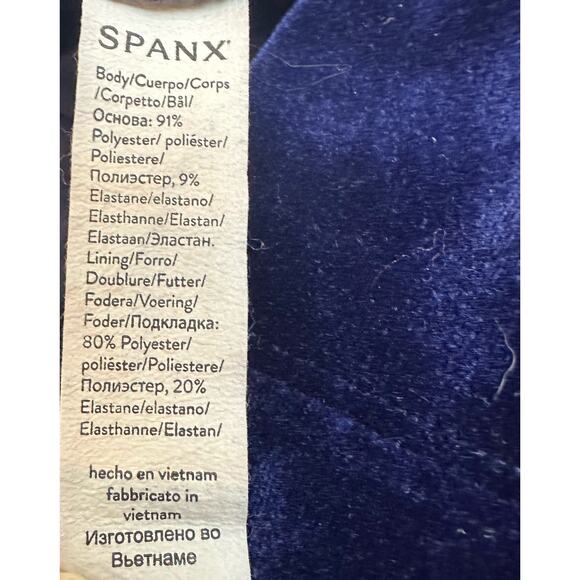 SPANX®
Body/Cuerpo/Corps
/Corpetto/Bål/
Основа: 91%
Polyester/ poliéster/
Poliestere/
Полиэстер, 9%
Elastane/elastano/
Elasthanne/Elastan/
Elastaan/Эластан.
Lining/Forro/
Doublure/Futter/
Fodera/Voering/
Foder/Подкладка:
80% Polyester/
poliéster/Poliestere/
Полиэстер, 20%
Elastane/elastano/
Elasthanne/Elastan/
hecho en vietnam
fabbricato in
vietnam
Изготовлено во
Вьетнаме